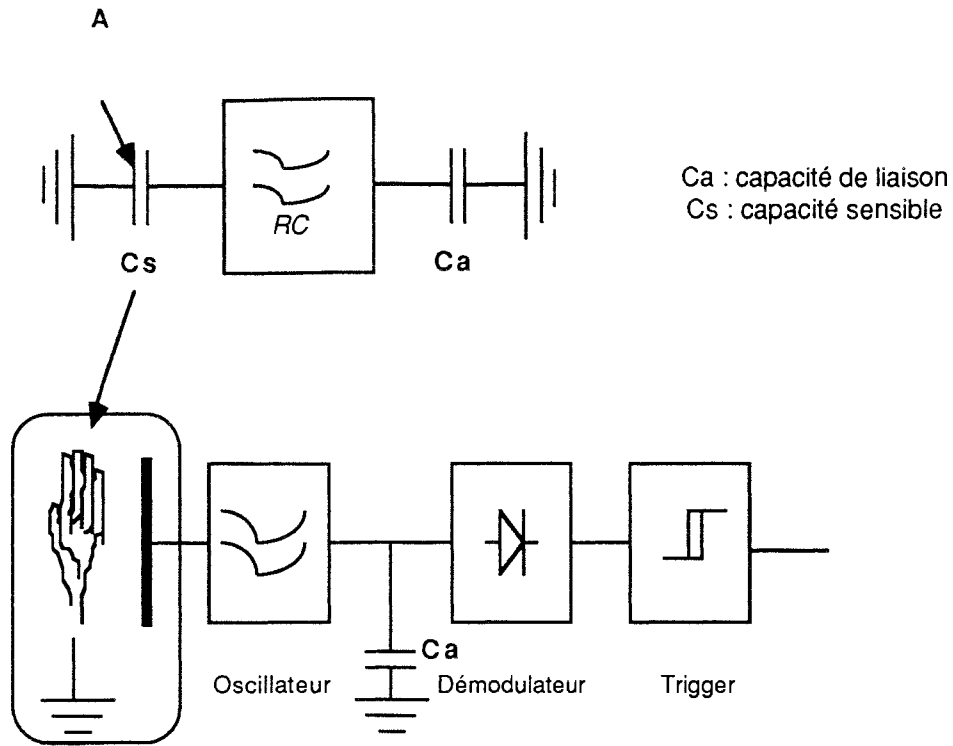 A
RC
Ca : capacité de liaison
Cs : capacité sensible
Cs
Ca
Ca
Oscillateur
Démodulateur
Trigger